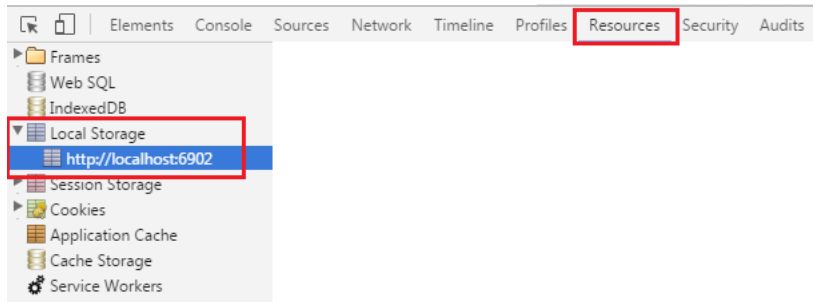 Elements Console Sources Network Timeline Profiles Resources Security Audits
Frames
Web SQL
IndexedDB
Local Storage
http://localhost:6902
Session Storage
Cookies
Application Cache
Cache Storage
Service Workers